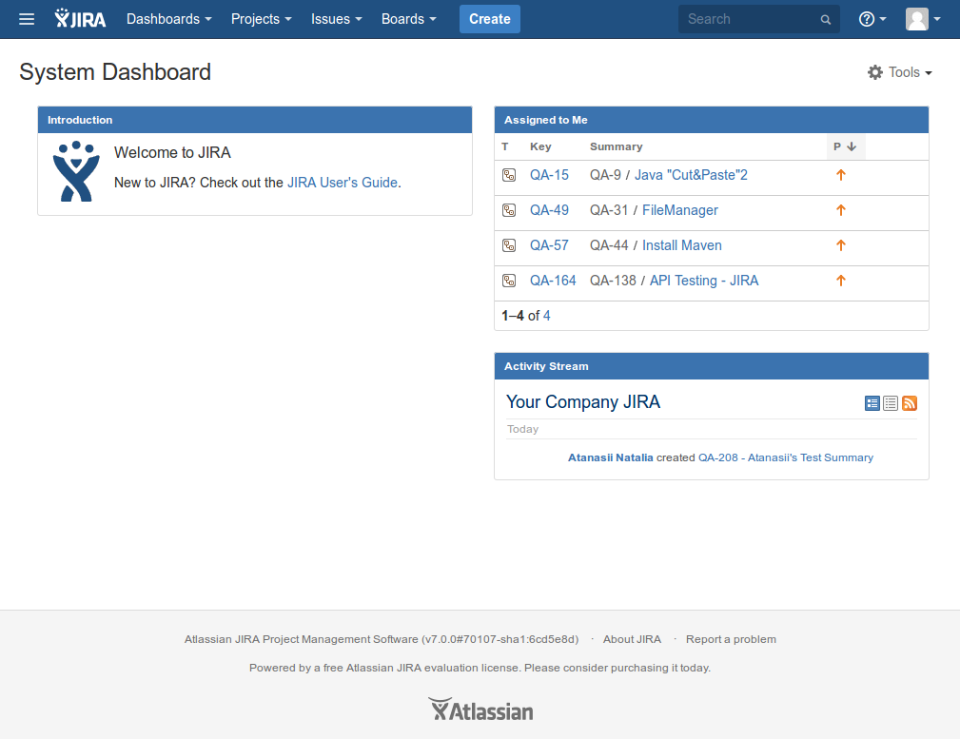 JIRA Dashboards Projects Issues Boards Create Search
System Dashboard
Tools
Introduction
Welcome to JIRA
New to JIRA? Check out the JIRA User's Guide.
Assigned to Me
T Key Summary P
QA-15 QA-9 / Java "Cut&Paste"2
QA-49 QA-31 / FileManager
QA-57 QA-44 / Install Maven
QA-164 QA-138 / API Testing - JIRA
1–4 of 4
Activity Stream
Your Company JIRA
Today
Atanasii Natalia created QA-208 - Atanasii's Test Summary
Atlassian JIRA Project Management Software (v7.0.0#70107-sha1:6cd5e8d) · About JIRA · Report a problem
Powered by a free Atlassian JIRA evaluation license. Please consider purchasing it today.
Atlassian